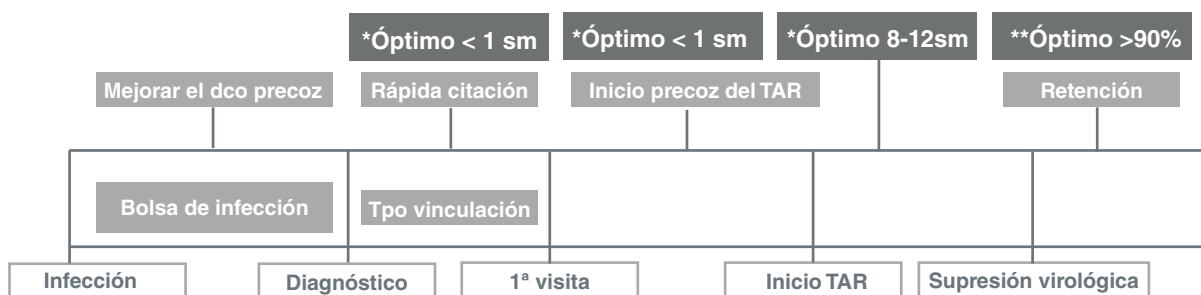 *Óptimo < 1 sm
*Óptimo < 1 sm
*Óptimo 8-12sm
**Óptimo >90%
Mejorar el dco precoz
Rápida citación
Inicio precoz del TAR
Retención
Bolsa de infección
Tpo vinculación
Infección
Diagnóstico
1ª visita
Inicio TAR
Supresión virológica